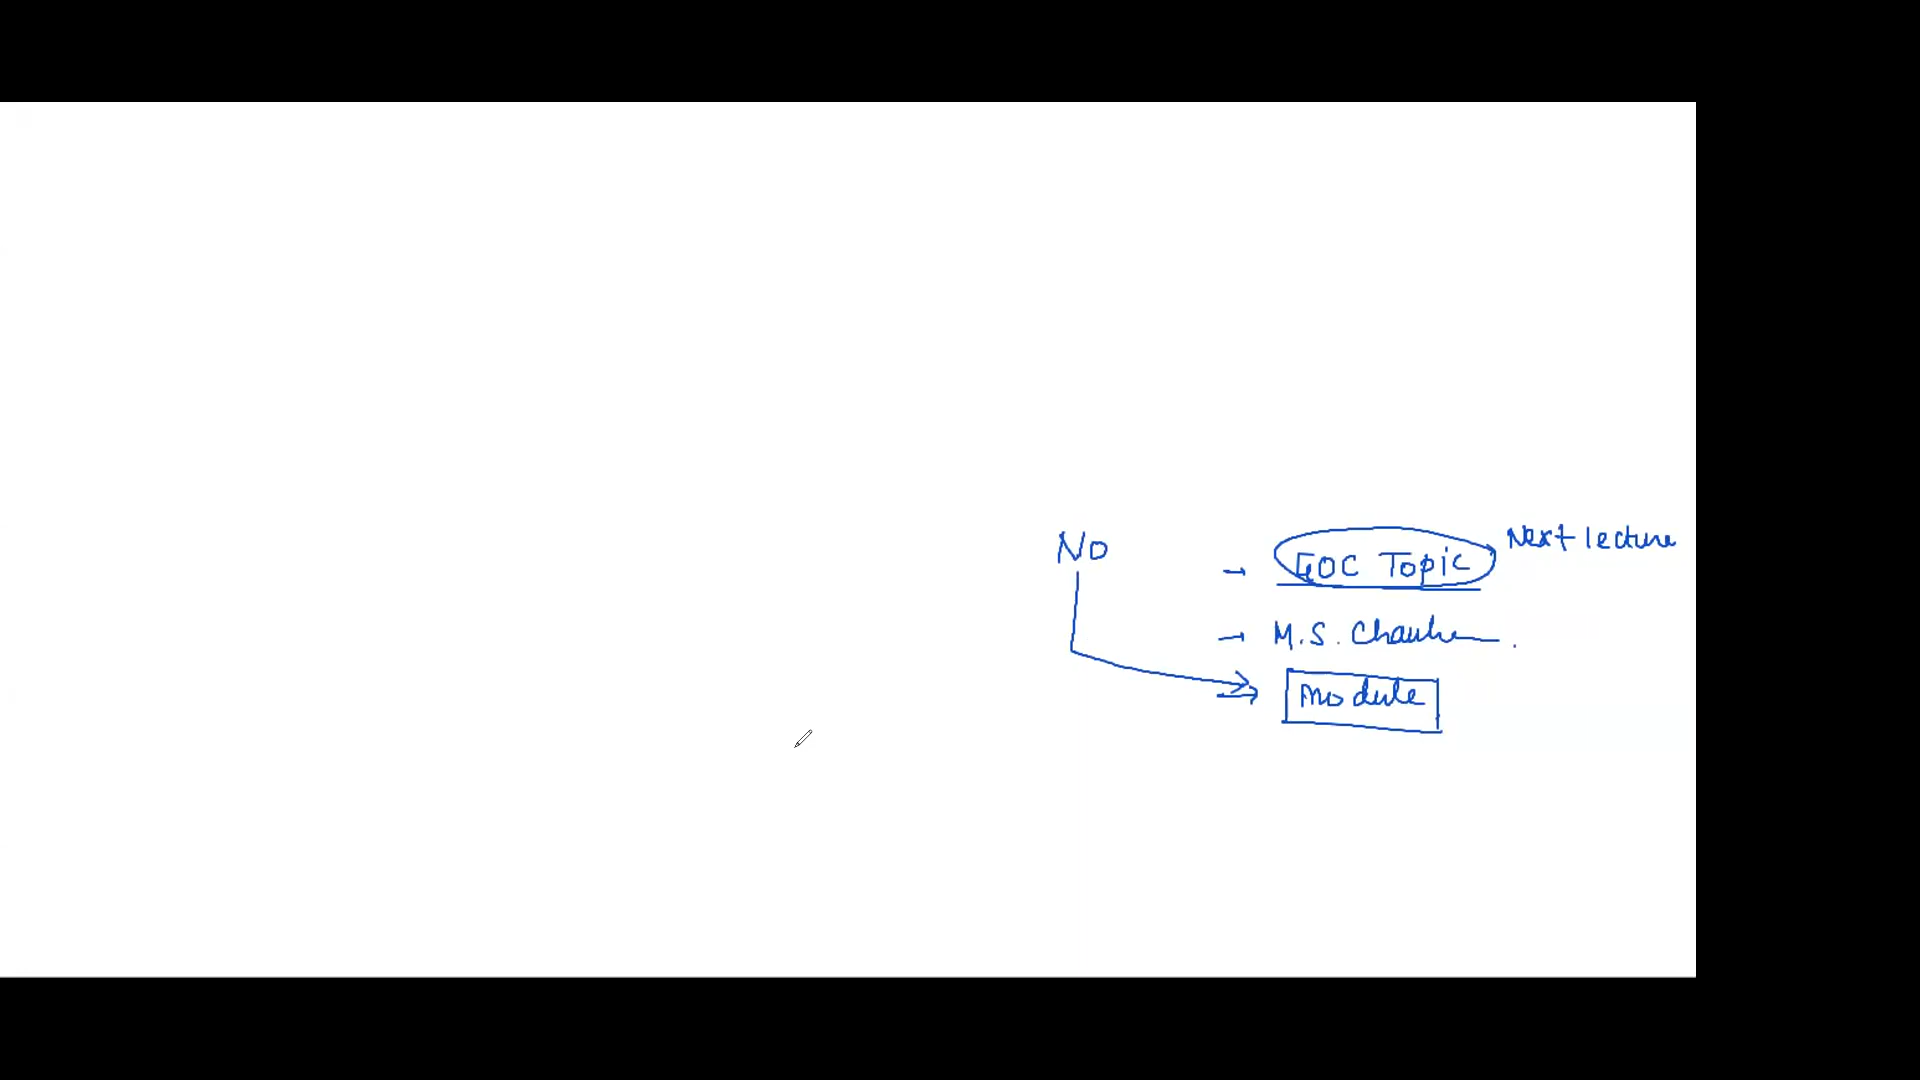 Next lecture
No
→ GOC Topic
→ M.S. Chauhan.
Module